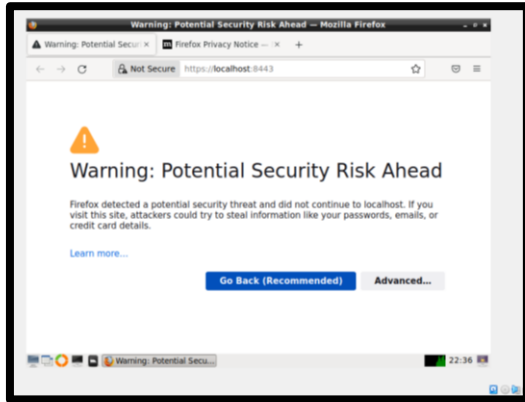 Warning: Potential Security Risk Ahead — Mozilla Firefox
Warning: Potential Secur
Firefox Privacy Notice —
Not Secure https://localhost:8443
Warning: Potential Security Risk Ahead
Firefox detected a potential security threat and did not continue to localhost. If you
visit this site, attackers could try to steal information like your passwords, emails, or
credit card details.
Learn more...
Go Back (Recommended)
Advanced...
Warning: Potential Secu...
22:36